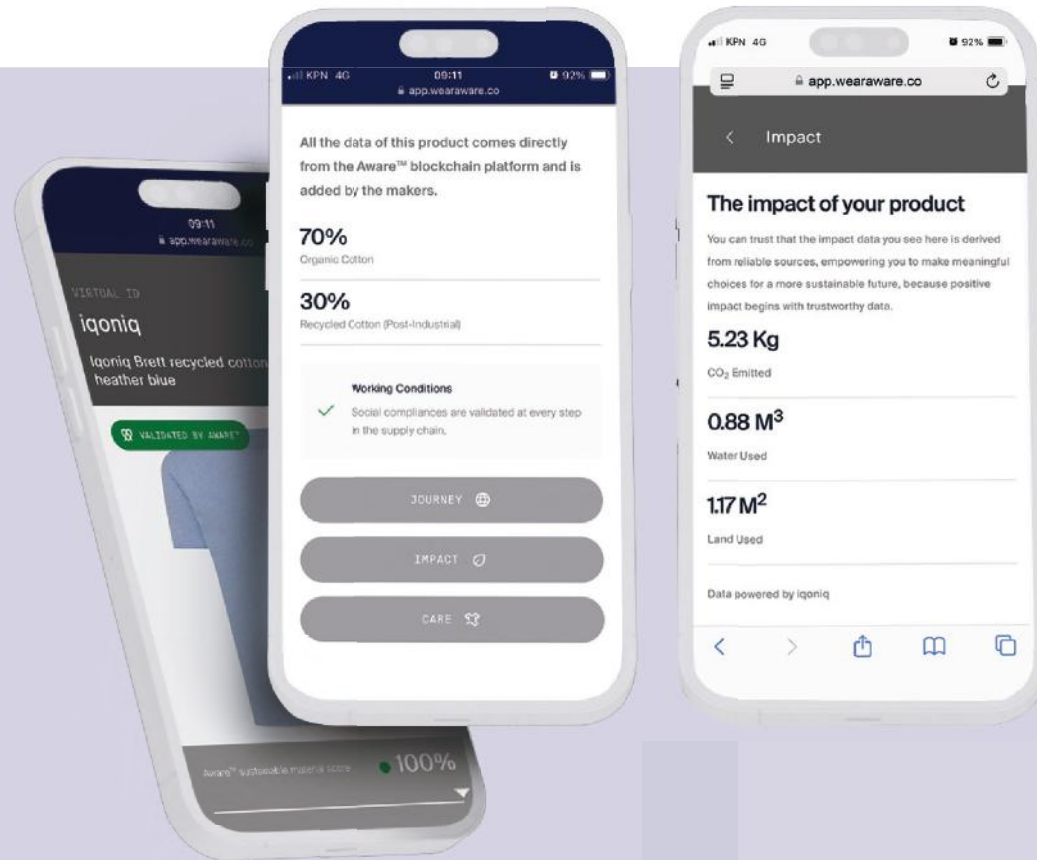 09:11
app.wearaware.co
VIRTUAL ID
iqoniq
Iqoniq Brett recycled cotton
heather blue
VALIDATED BY AWARE™
Aware™ sustainable material score
100%
KPN 4G
09:11
92%
app.wearaware.co
All the data of this product comes directly
from the Aware™ blockchain platform and is
added by the makers.
70%
Organic Cotton
30%
Recycled Cotton (Post-Industrial)
Working Conditions
Social compliances are validated at every step
in the supply chain.
JOURNEY
IMPACT
CARE
KPN 4G
92%
app.wearaware.co
Impact
The impact of your product
You can trust that the impact data you see here is derived
from reliable sources, empowering you to make meaningful
choices for a more sustainable future, because positive
impact begins with trustworthy data.
5.23 Kg
CO₂ Emitted
0.88 M³
Water Used
1.17 M²
Land Used
Data powered by iqoniq